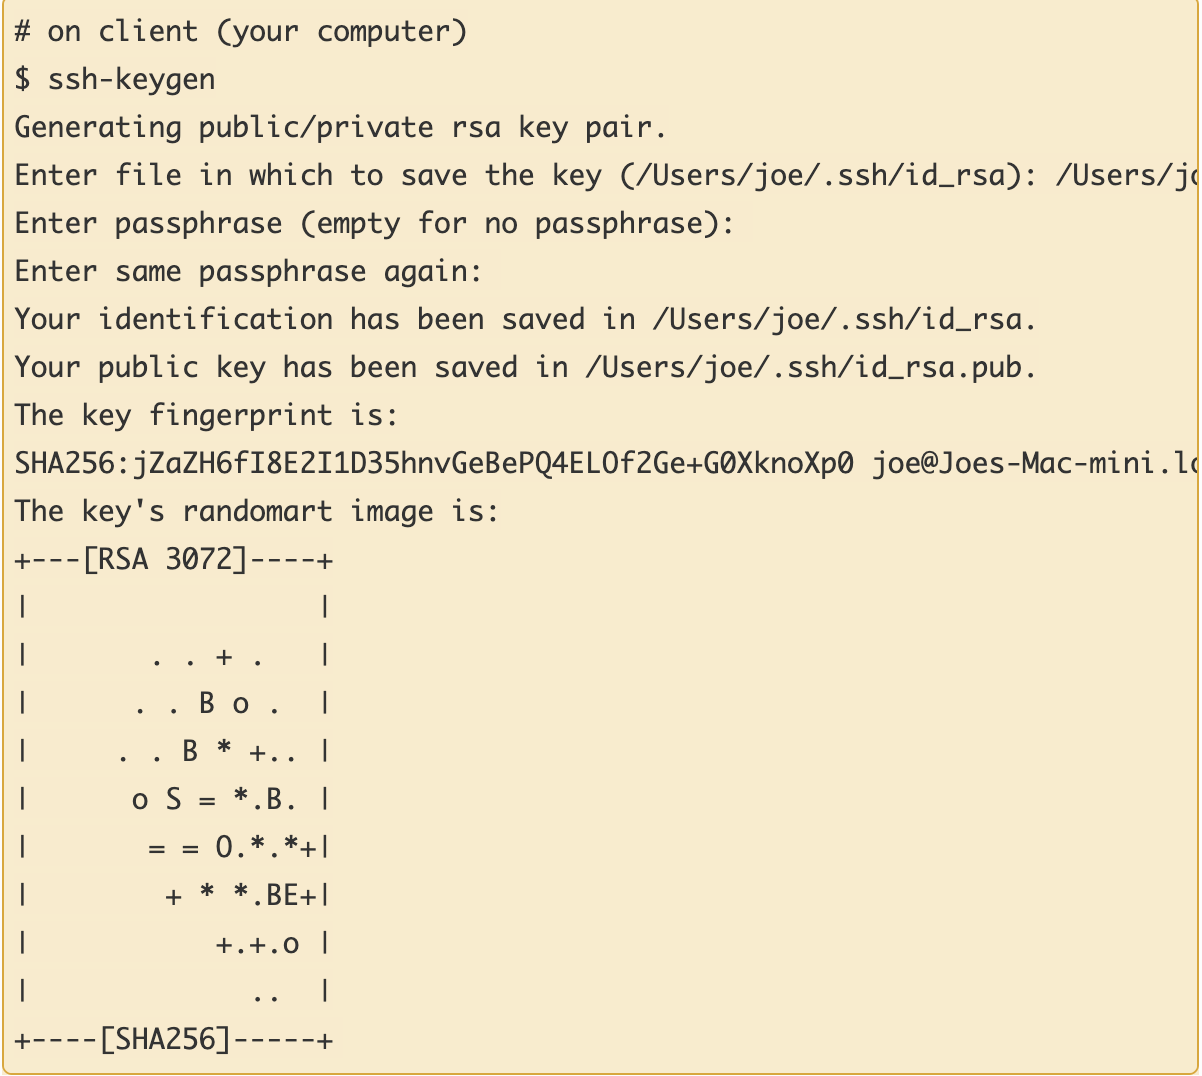 # on client (your computer)
$ ssh-keygen
Generating public/private rsa key pair.
Enter file in which to save the key (/Users/joe/.ssh/id_rsa): /Users/jo
Enter passphrase (empty for no passphrase):
Enter same passphrase again:
Your identification has been saved in /Users/joe/.ssh/id_rsa.
Your public key has been saved in /Users/joe/.ssh/id_rsa.pub.
The key fingerprint is:
SHA256:jZaZH6fI8E2I1D35hnvGeBePQ4ELOf2Ge+G0XknoXp0 joe@Joes-Mac-mini.lo
The key's randomart image is:
+---[RSA 3072]----+
|                 |
|       . . + .   |
|      . . B o .  |
|     . . B * +.. |
|      o S = *.B. |
|       = = O.*.*+|
|        + * *.BE+|
|           +.+.o |
|             ..  |
+----[SHA256]-----+